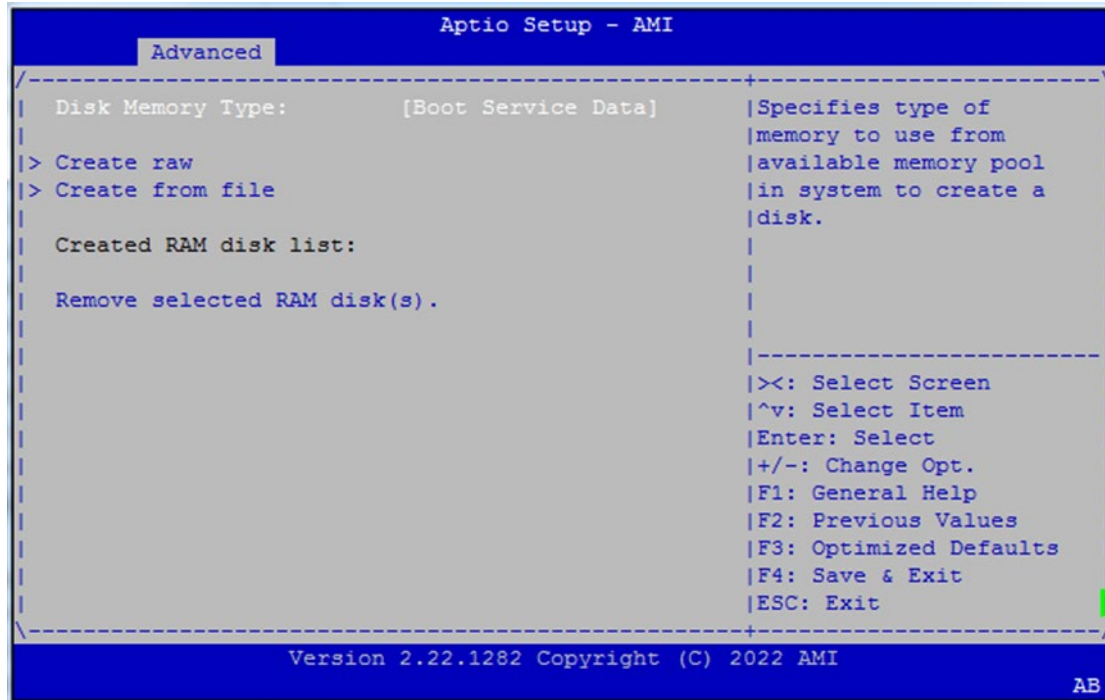 Aptio Setup - AMI
Advanced
Disk Memory Type: [Boot Service Data]
> Create raw
> Create from file
Created RAM disk list:
Remove selected RAM disk(s).
Specifies type of
memory to use from
available memory pool
in system to create a
disk.
><: Select Screen
^v: Select Item
Enter: Select
+/-: Change Opt.
F1: General Help
F2: Previous Values
F3: Optimized Defaults
F4: Save & Exit
ESC: Exit
Version 2.22.1282 Copyright (C) 2022 AMI
AB